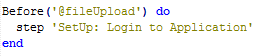 Before('@fileUpload') do
  step 'SetUp: Login to Application'
end